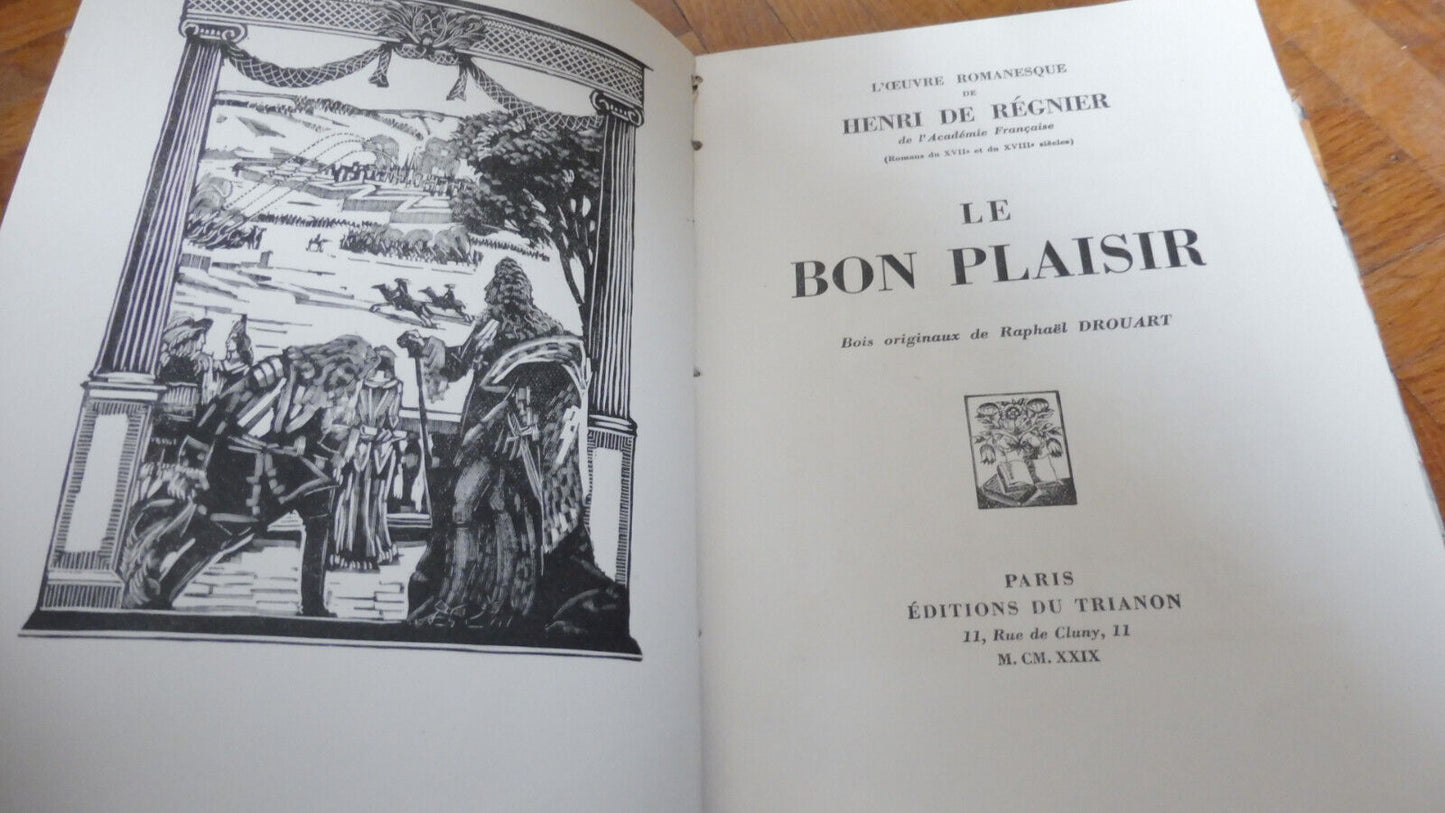 L'ŒUVRE ROMANESQUE
DE
HENRI DE RÉGNIER
de l'Académie Française
(Romans du XVIIe et du XVIIIe siècles)
LE
BON PLAISIR
Bois originaux de Raphaël DROUART
PARIS
ÉDITIONS DU TRIANON
11, Rue de Cluny, 11
M. CM. XXIX